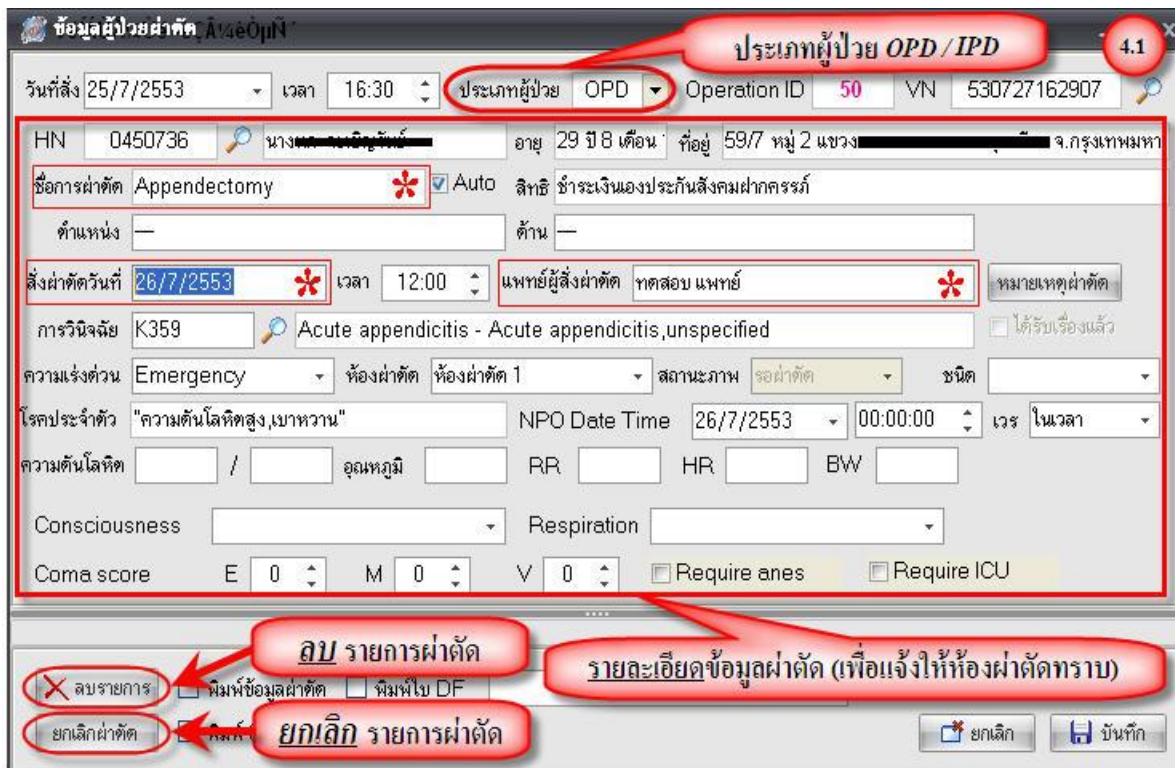 ข้อมูลผู้ป่วยผ่าตัด
ประเภทผู้ป่วย OPD / IPD
4.1
วันที่สั่ง 25/7/2553 เวลา 16:30 ประเภทผู้ป่วย OPD Operation ID 50 VN 530727162907
HN 0450736 นาง อายุ 29 ปี 8 เดือน ที่อยู่ 59/7 หมู่ 2 แขวง จ.กรุงเทพมหา
ชื่อการผ่าตัด Appendectomy * Auto สิทธิ ชำระเงินเองประกันสังคมฝากครรภ์
ตำแหน่ง — ด้าน —
สั่งผ่าตัดวันที่ 26/7/2553 * เวลา 12:00 แพทย์ผู้สั่งผ่าตัด ทดสอบ แพทย์ * หมายเหตุผ่าตัด
การวินิจฉัย K359 Acute appendicitis - Acute appendicitis,unspecified ได้รับเรื่องแล้ว
ความเร่งด่วน Emergency ห้องผ่าตัด ห้องผ่าตัด 1 สถานะภาพ รอผ่าตัด ชนิด
โรคประจำตัว "ความดันโลหิตสูง,เบาหวาน" NPO Date Time 26/7/2553 00:00:00 เวร ในเวลา
ความดันโลหิต / อุณหภูมิ RR HR BW
Consciousness Respiration
Coma score E 0 M 0 V 0 Require anes Require ICU
ลบ รายการผ่าตัด
รายละเอียดข้อมูลผ่าตัด (เพื่อแจ้งให้ห้องผ่าตัดทราบ)
ลบรายการ พิมพ์ข้อมูลผ่าตัด พิมพ์ใบ DF
ยกเลิกผ่าตัด ยกเลิก รายการผ่าตัด ยกเลิก บันทึก